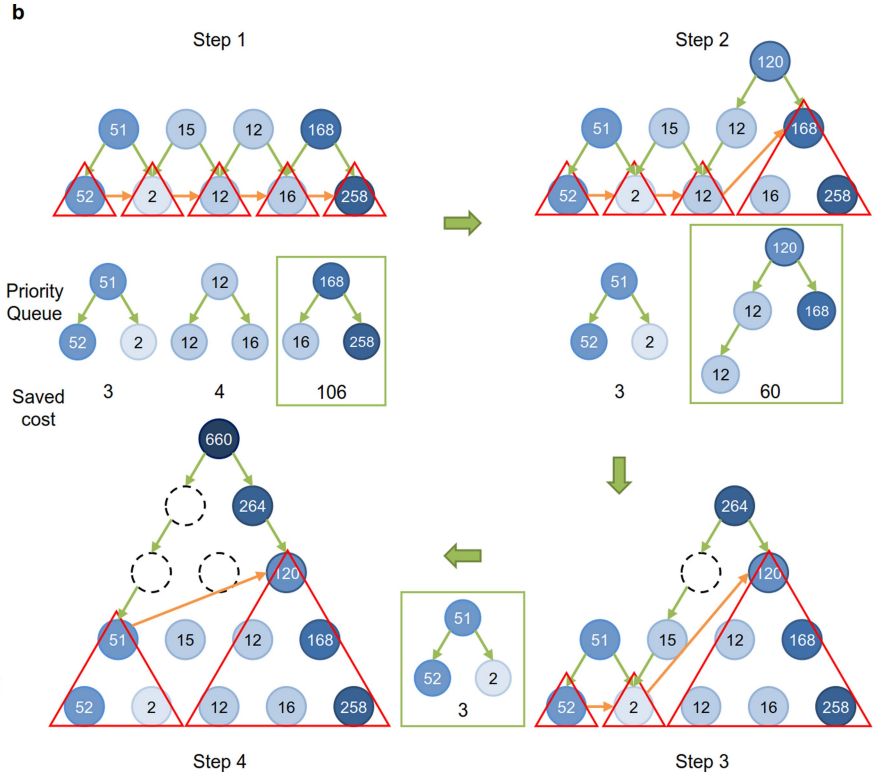 b
Step 1
51 15 12 168
52 2 12 16 258
Step 2
120
51 15 12 168
52 2 12 16 258
Priority
Queue
51 12 168
52 2 12 16 16 258
Saved
cost
3 4 106
51
52 2
3
120
12 168
12
60
660
264
120
51 15 12 168
52 2 12 16 258
Step 4
51
52 2
3
264
120
51 15 12 168
52 2 12 16 258
Step 3